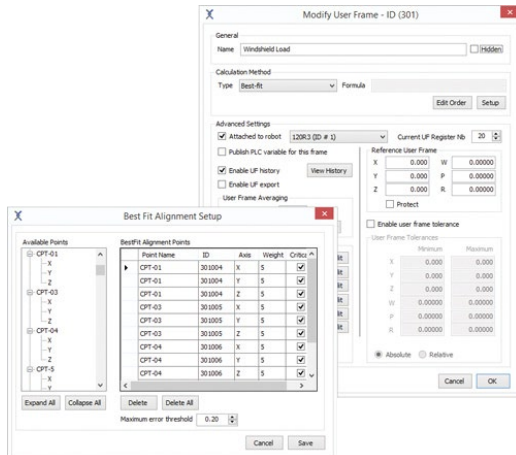 Modify User Frame - ID (301)
General
Name Windshield Load Hidden
Calculation Method
Type Best-fit Formula
Edit Order Setup
Advanced Settings
Attached to robot 120R3 (ID # 1) Current UF Register Nb 20
Publish PLC variable for this frame
Enable UF history View History
Enable UF export
User Frame Averaging
Reference User Frame
X 0.000 W 0.00000
Y 0.000 P 0.00000
Z 0.000 R 0.00000
Protect
Enable user frame tolerance
User Frame Tolerances
Minimum Maximum
X 0.000 0.000
Y 0.000 0.000
Z 0.000 0.000
W 0.00000 0.00000
P 0.00000 0.00000
R 0.00000 0.00000
Absolute Relative
Cancel OK
Best Fit Alignment Setup
Available Points
CPT-01
X
Y
Z
CPT-03
X
Y
Z
CPT-04
X
Y
Z
CPT-5
X
Y
Expand All Collapse All
BestFit Alignment Points
Point Name ID Axis Weight Critica
CPT-01 301004 X 5
CPT-01 301004 Y 5
CPT-01 301004 Z 5
CPT-03 301005 X 5
CPT-03 301005 Y 5
CPT-03 301005 Z 5
CPT-04 301006 X 5
CPT-04 301006 Y 5
CPT-04 301006 Z 5
Delete Delete All
Maximum error threshold 0.20
Cancel Save